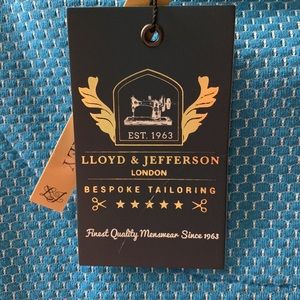 EST. 1963
LLOYD & JEFFERSON
LONDON
BESPOKE TAILORING
Finest Quality Menswear Since 1963